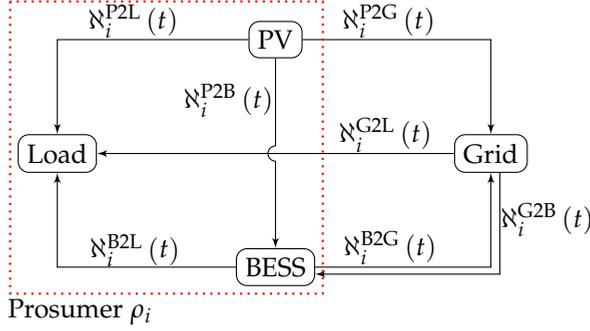 ℵ_i^{P2L} (t)
PV
ℵ_i^{P2G} (t)
ℵ_i^{P2B} (t)
ℵ_i^{G2L} (t)
Load
Grid
ℵ_i^{G2B} (t)
ℵ_i^{B2L} (t)
ℵ_i^{B2G} (t)
BESS
Prosumer ρ_i